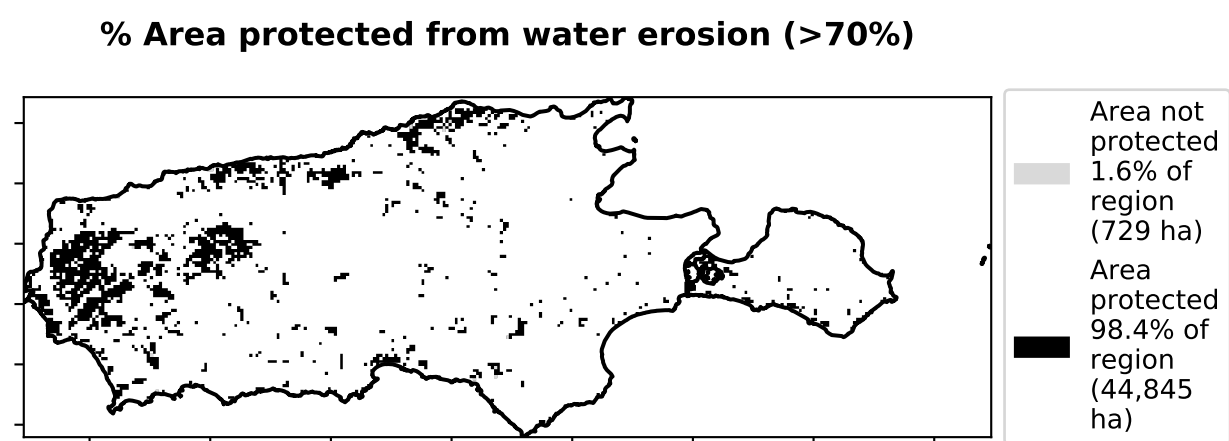 % Area protected from water erosion (>70%)
Area not
protected
1.6% of
region
(729 ha)
Area
protected
98.4% of
region
(44,845
ha)